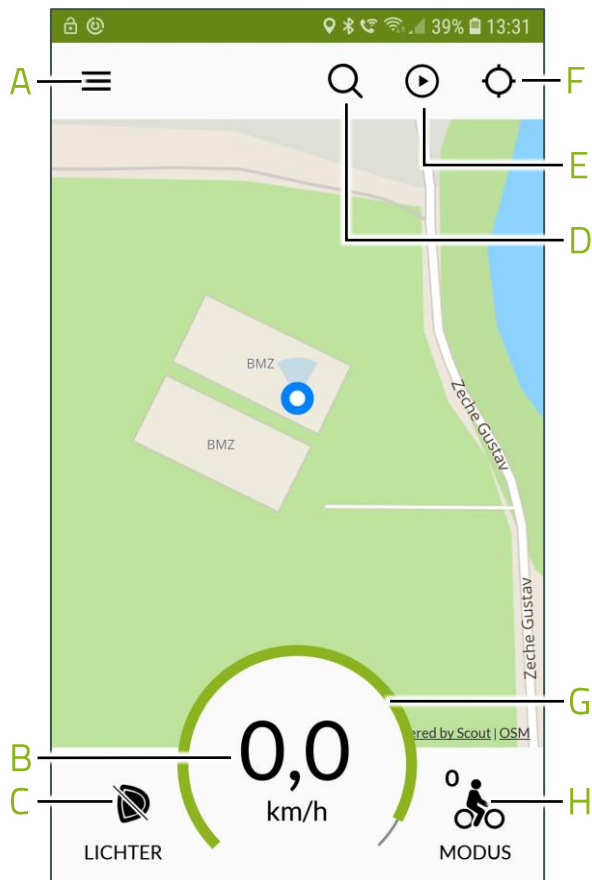 39% 13:31
A
F
E
D
BMZ
BMZ
Zeche Gustav
Zeche Gustav
G
ered by Scout | OSM
B
0,0
km/h
C
LICHTER
0
H
MODUS